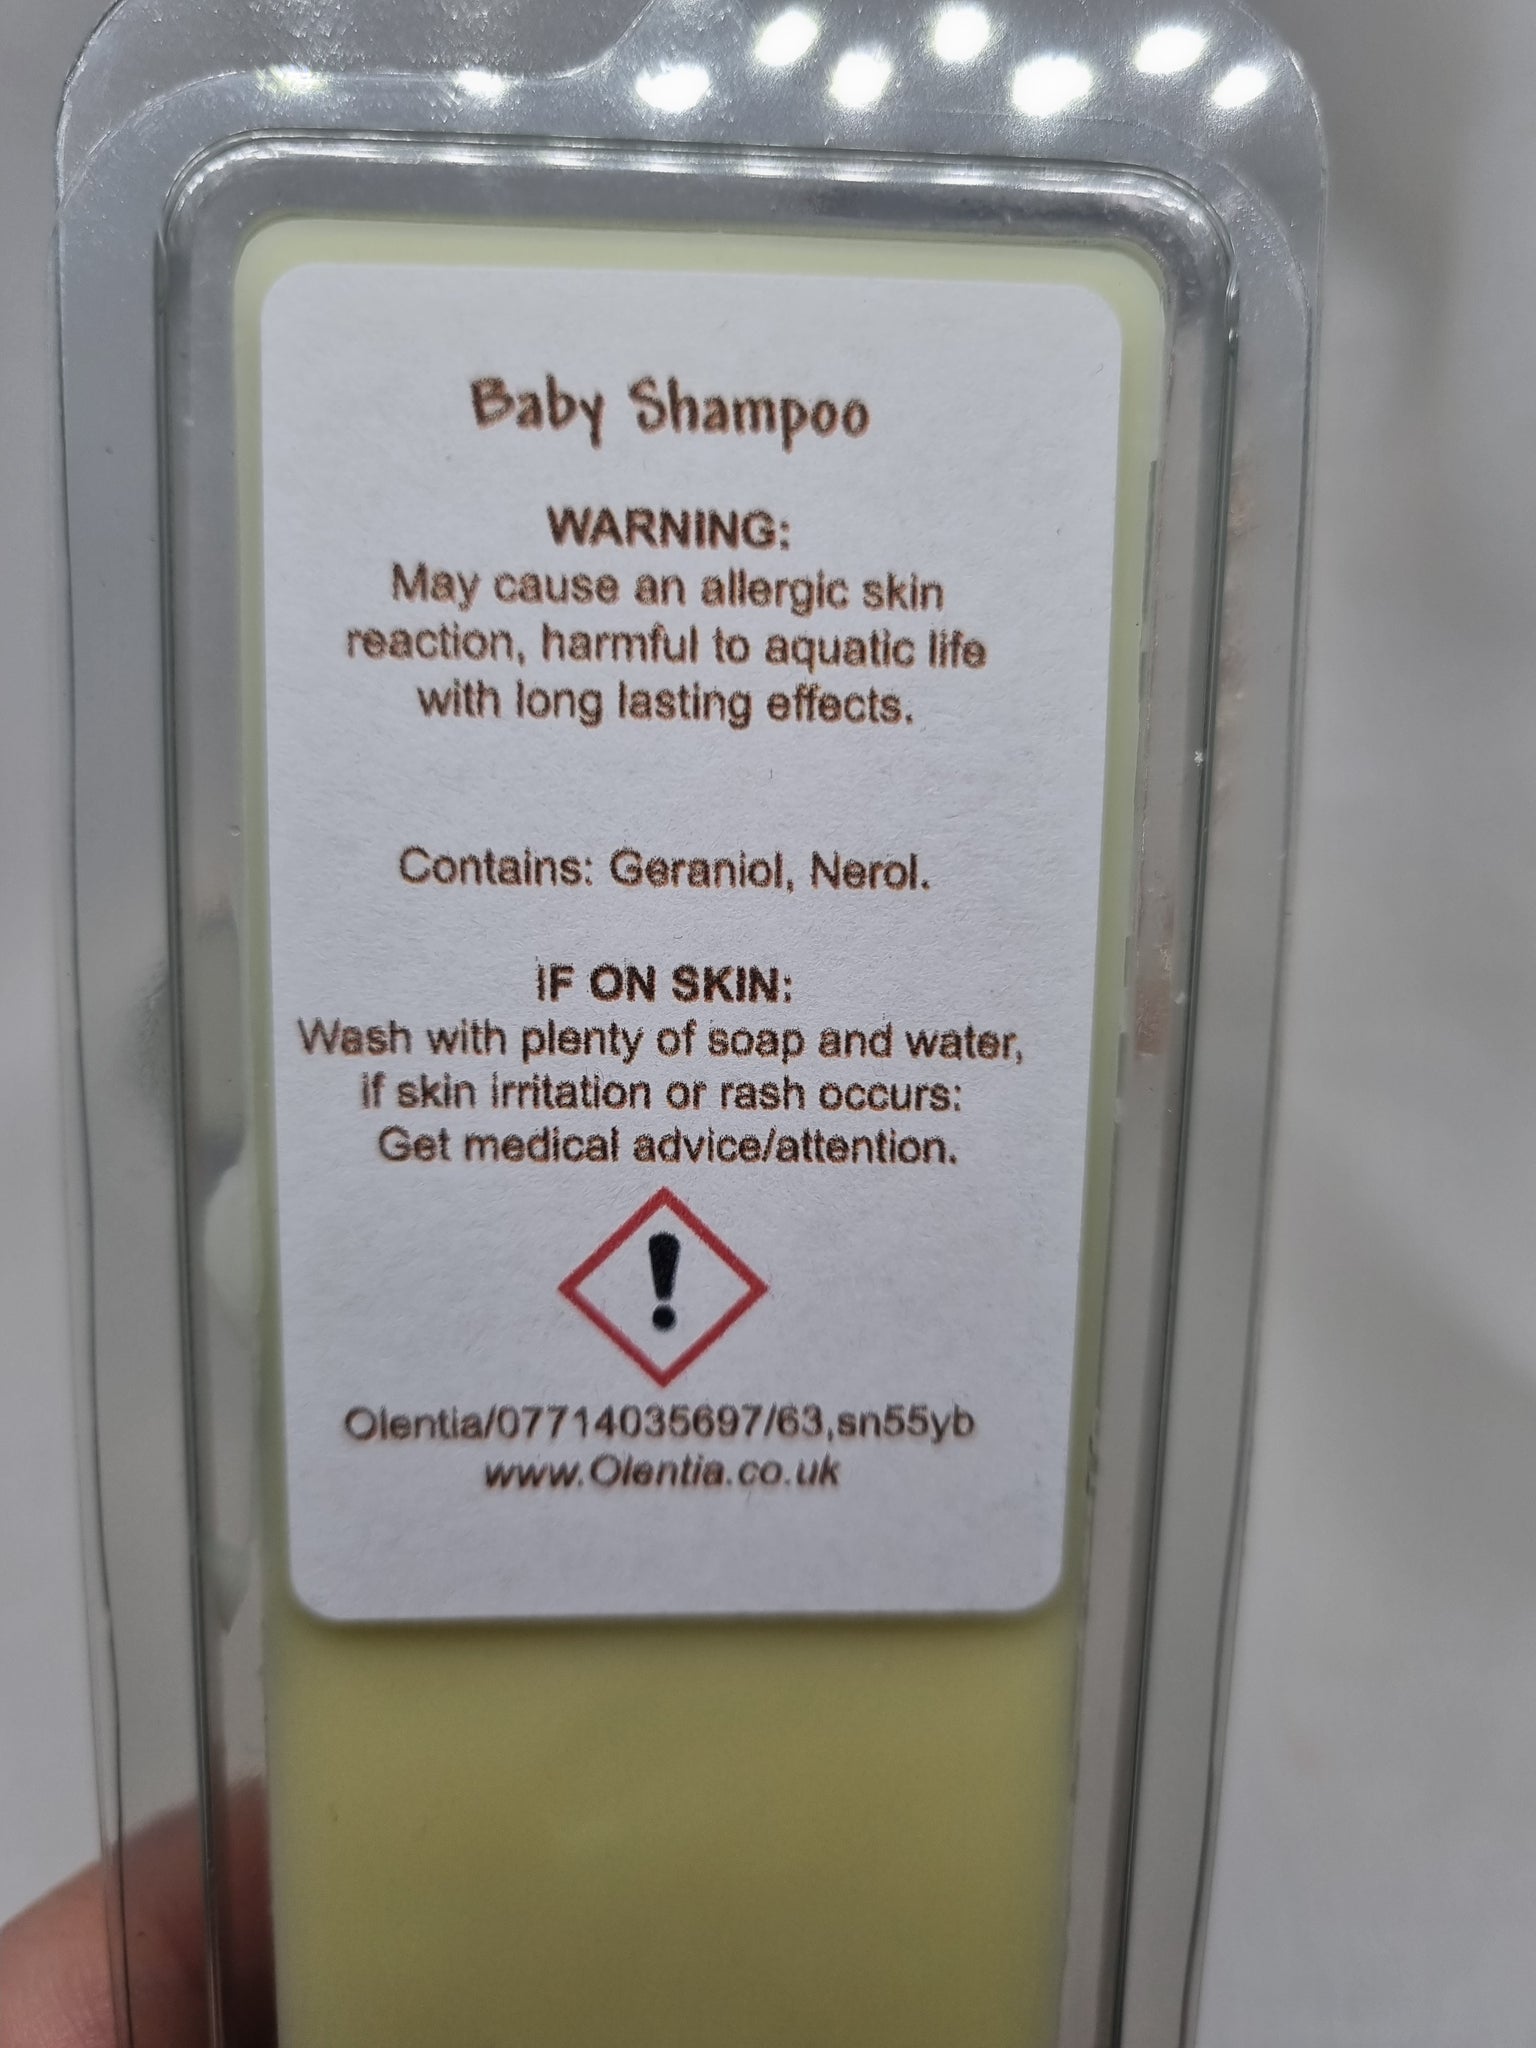 Baby Shampoo
WARNING:
May cause an allergic skin
reaction, harmful to aquatic life
with long lasting effects.
Contains: Geraniol, Nerol.
IF ON SKIN:
Wash with plenty of soap and water,
if skin irritation or rash occurs:
Get medical advice/attention.
Olentia/07714035697/63,sn55yb
www.Olentia.co.uk